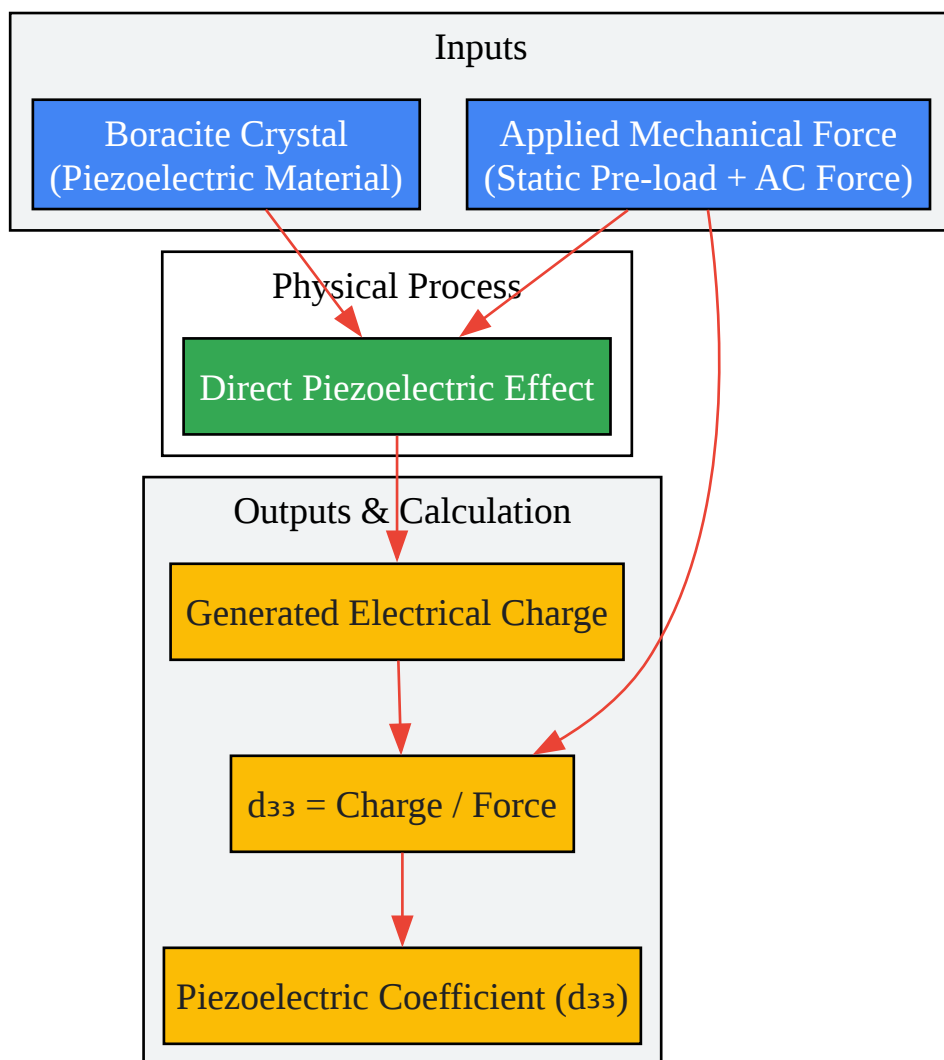 Inputs
Boracite Crystal
(Piezoelectric Material)
Applied Mechanical Force
(Static Pre-load + AC Force)
Physical Process
Direct Piezoelectric Effect
Outputs & Calculation
Generated Electrical Charge
d₃₃ = Charge / Force
Piezoelectric Coefficient (d₃₃)